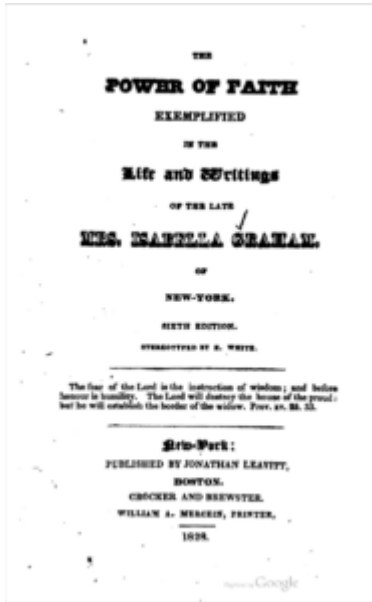 THE
POWER OF FAITH
EXEMPLIFIED
IN THE
Life and Writings
OF THE LATE
MRS. ISABELLA GRAHAM.
OF
NEW-YORK.
SIXTH EDITION.
STEREOTYPED BY E. WHITE.
The fear of the Lord is the instruction of wisdom; and before
honour is humility. The Lord will destroy the house of the proud:
but he will establish the border of the widow. Prov. xv. 33.
New-York:
PUBLISHED BY JONATHAN LEAVITT,
BOSTON.
CROCKER AND BREWSTER.
WILLIAM A. MERCEIN, PRINTER,
1828.
Google